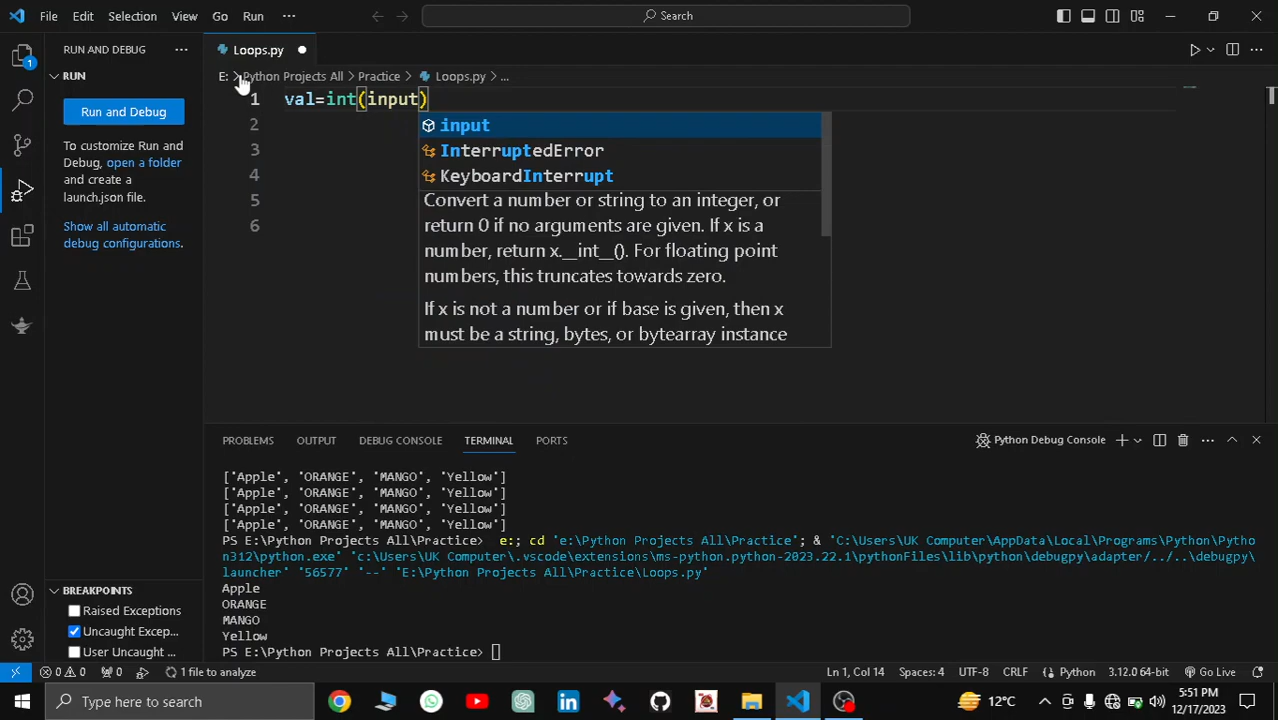 File Edit Selection View Go Run ··· Search
RUN AND DEBUG ··· Loops.py
RUN
E: > Python Projects All > Practice > Loops.py > ...
Run and Debug
To customize Run and
Debug, open a folder
and create a
launch.json file.
Show all automatic
debug configurations.
1 val=int(input)
2
3
4
5
6
input
InterruptedError
KeyboardInterrupt
Convert a number or string to an integer, or
return 0 if no arguments are given. If x is a
number, return x.__int__(). For floating point
numbers, this truncates towards zero.
If x is not a number or if base is given, then x
must be a string, bytes, or bytearray instance
PROBLEMS OUTPUT DEBUG CONSOLE TERMINAL PORTS Python Debug Console
['Apple', 'ORANGE', 'MANGO', 'Yellow']
['Apple', 'ORANGE', 'MANGO', 'Yellow']
['Apple', 'ORANGE', 'MANGO', 'Yellow']
['Apple', 'ORANGE', 'MANGO', 'Yellow']
PS E:\Python Projects All\Practice> e:; cd 'e:\Python Projects All\Practice'; & 'C:\Users\UK Computer\AppData\Local\Programs\Python\Pytho
n312\python.exe' 'c:\Users\UK Computer\.vscode\extensions\ms-python.python-2023.22.1\pythonFiles\lib\python\debugpy\adapter/../..\debugpy\
launcher' '56577' '--' 'E:\Python Projects All\Practice\Loops.py'
Apple
ORANGE
MANGO
Yellow
PS E:\Python Projects All\Practice>
BREAKPOINTS
Raised Exceptions
Uncaught Excep...
User Uncaught ...
1
0 0 0 1 file to analyze Ln 1, Col 14 Spaces: 4 UTF-8 CRLF Python 3.12.0 64-bit Go Live
Type here to search 12°C 5:51 PM
12/17/2023